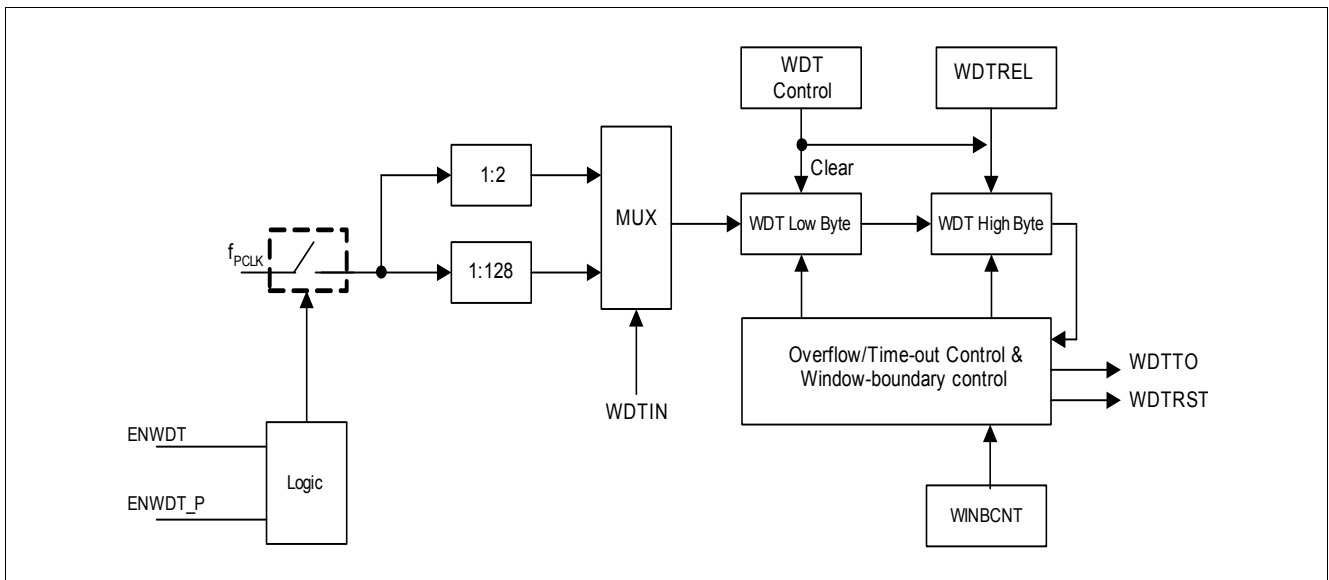 WDT
Control
WDTREL
Clear
1:2
MUX
WDT Low Byte
WDT High Byte
fPCLK
1:128
Overflow/Time-out Control &
Window-boundary control
WDTTO
WDTRST
WDTIN
ENWDT
Logic
ENWDT_P
WINBCNT